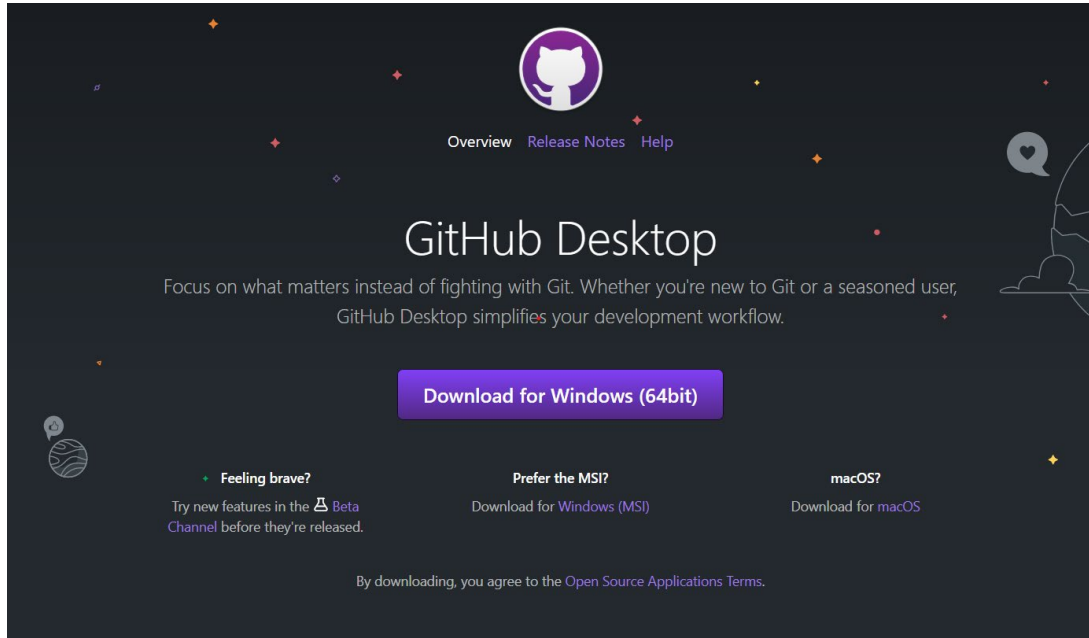 Overview Release Notes Help
GitHub Desktop
Focus on what matters instead of fighting with Git. Whether you're new to Git or a seasoned user,
GitHub Desktop simplifies your development workflow.
Download for Windows (64bit)
Feeling brave?
Try new features in the Beta
Channel before they're released.
Prefer the MSI?
Download for Windows (MSI)
macOS?
Download for macOS
By downloading, you agree to the Open Source Applications Terms.